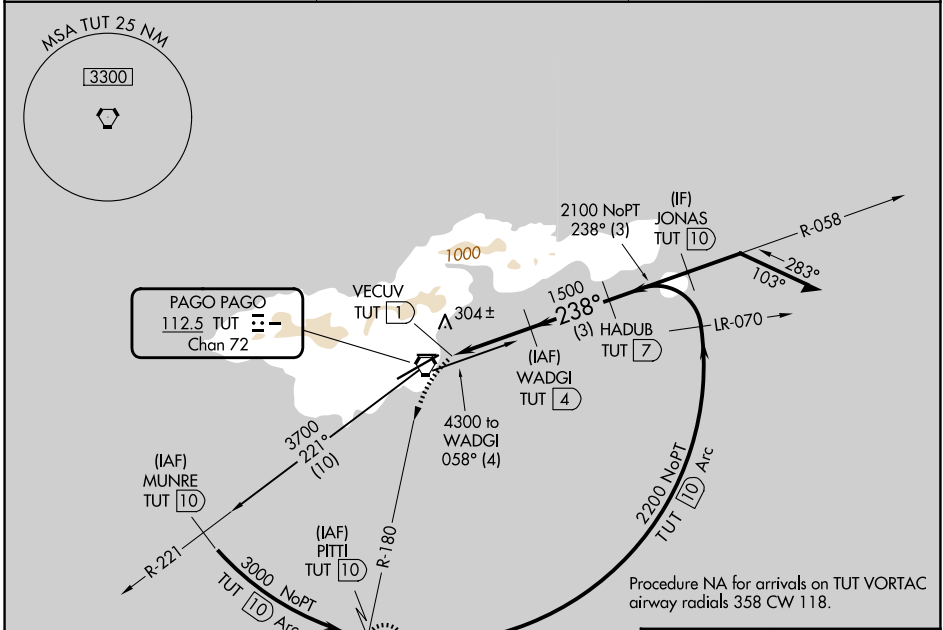 MSA TUT 25 NM
3300
2100 NoPT
238° (3)
(IF)
JONAS
TUT 10
R-058
283°
103°
1000
VECUV
TUT 1
304 ±
1500
238°
(3)
HADUB
TUT 7
LR-070
PAGO PAGO
112.5 TUT
Chan 72
(IAF)
WADGI
TUT 4
4300 to
WADGI
058° (4)
3700
221°
(10)
(IAF)
MUNRE
TUT 10
R-221
3000 NoPT
TUT 10 Arc
(IAF)
PITTI
TUT 10
R-180
2200 NoPT
TUT 10 Arc
Procedure NA for arrivals on TUT VORTAC
airway radials 358 CW 118.